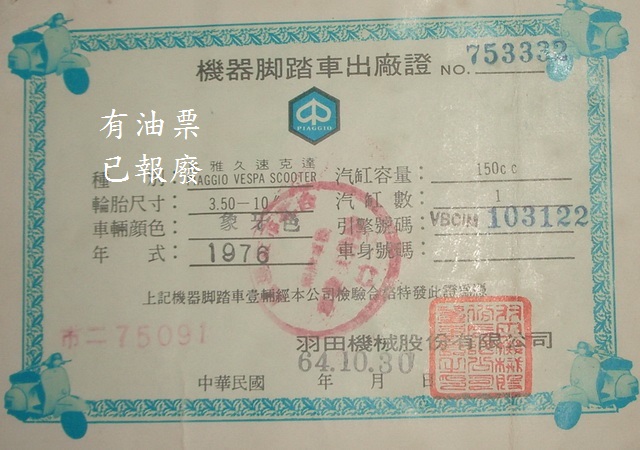 機器脚踏車出廠證 NO. 753332
PIAGGIO
有油票
已報廢
雅久速克達
種 PIAGGIO VESPA SCOOTER 汽缸容量: 150cc
輪胎尺寸: 3.50-10 汽缸數: 1
車輛顏色: 象牙色 引擎號碼: VBC1M 103122
年式: 1976 車身號碼:
上記機器脚踏車壹輛經本公司檢驗合格特發此證為憑
市二75091
羽田機械股份有限公司
64.10.30
中華民國 年 月 日